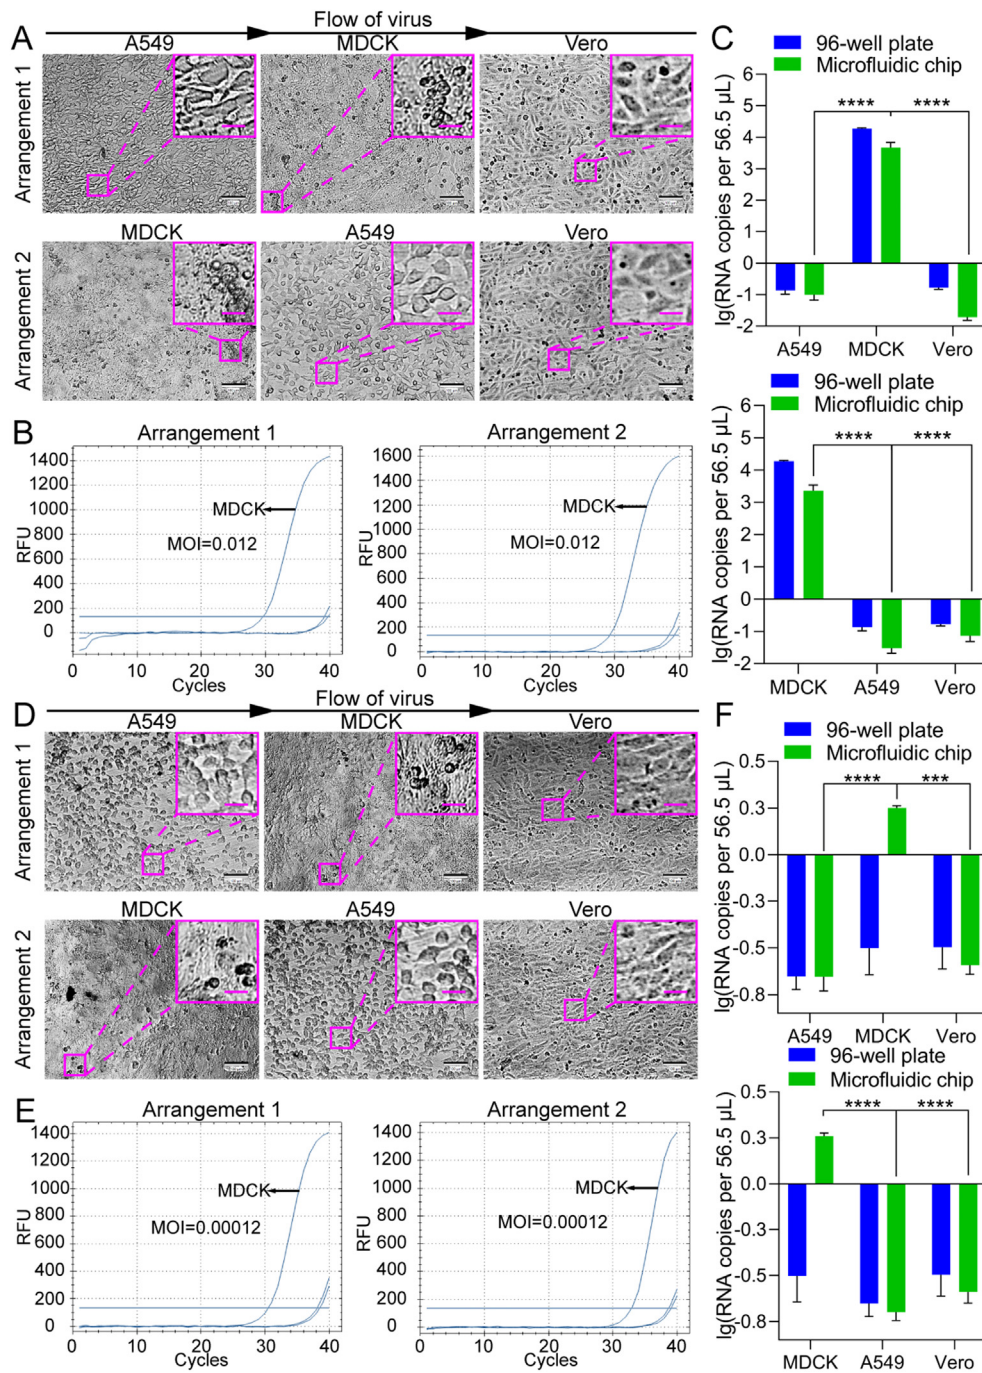 Flow of virus
A
A549
MDCK
Vero
Arrangement 1
MDCK
A549
Vero
Arrangement 2
B
Arrangement 1
1400
1200
1000
800
600
400
200
0
RFU
MDCK
MOI=0.012
0
10
20
30
40
Cycles
Arrangement 2
1600
1400
1200
1000
800
600
400
200
0
RFU
MDCK
MOI=0.012
0
10
20
30
40
Cycles
C
96-well plate
Microfluidic chip
lg(RNA copies per 56.5 µL)
6
5
4
3
2
1
0
-1
-2
****
****
A549
MDCK
Vero
96-well plate
Microfluidic chip
lg(RNA copies per 56.5 µL)
6
5
4
3
2
1
0
-1
-2
****
****
MDCK
A549
Vero
D
Flow of virus
A549
MDCK
Vero
Arrangement 1
MDCK
A549
Vero
Arrangement 2
E
Arrangement 1
1400
1200
1000
800
600
400
200
0
RFU
MDCK
MOI=0.00012
0
10
20
30
40
Cycles
Arrangement 2
1400
1200
1000
800
600
400
200
0
RFU
MDCK
MOI=0.00012
0
10
20
30
40
Cycles
F
96-well plate
Microfluidic chip
lg(RNA copies per 56.5 µL)
0.5
0.3
0.0
-0.3
-0.5
-0.8
****
***
A549
MDCK
Vero
96-well plate
Microfluidic chip
lg(RNA copies per 56.5 µL)
0.5
0.3
0.0
-0.3
-0.5
-0.8
****
****
MDCK
A549
Vero